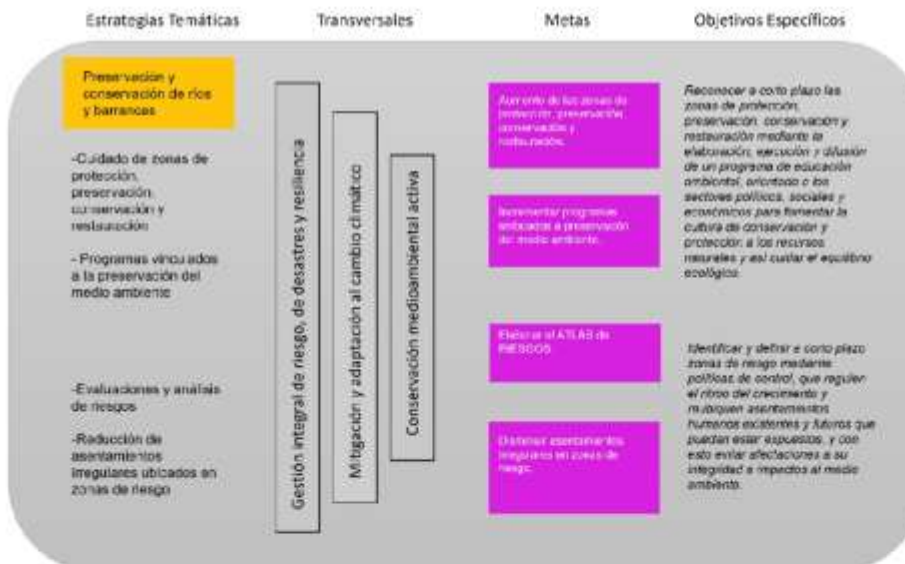 Estrategias Temáticas
Transversales
Metas
Objetivos Específicos
Preservación y
conservación de ríos
y barrancas
-Cuidado de zonas de
protección,
preservación,
conservación y
restauración
- Programas vinculados
a la preservación del
medio ambiente
-Evaluaciones y análisis
de riesgos
-Reducción de
asentamientos
irregulares ubicados en
zonas de riesgo
Gestión integral de riesgo, de desastres y resiliencia
Mitigación y adaptación al cambio climático
Conservación medioambiental activa
Aumento de las zonas de
protección, preservación,
conservación y
restauración.
Incrementar programas
enfocados a preservación
del medio ambiente.
Elaborar el ATLAS de
RIESGOS
Disminuir asentamientos
irregulares en zonas de
riesgo.
Reconocer a corto plazo las
zonas de protección,
preservación, conservación y
restauración mediante la
elaboración, ejecución y difusión
de un programa de educación
ambiental, orientado a los
sectores políticos, sociales y
económicos para fomentar la
cultura de conservación y
protección a los recursos
naturales y así cuidar el equilibrio
ecológico.
Identificar y definir a corto plazo
zonas de riesgo mediante
políticas de control, que regulen
el ritmo del crecimiento y
reubiquen asentamientos
humanos existentes y futuros que
puedan estar expuestos, y con
esto evitar afectaciones a su
integridad e impactos al medio
ambiente.